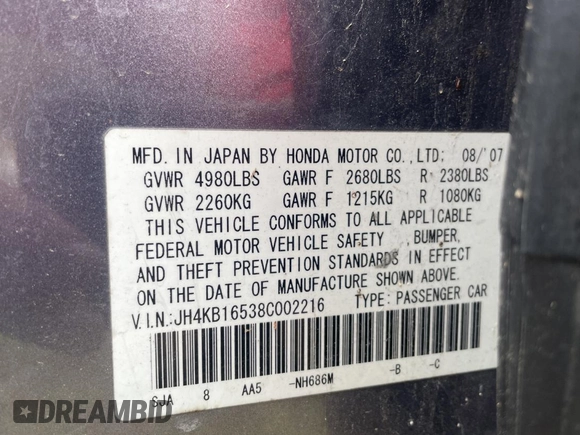 MFD. IN JAPAN BY HONDA MOTOR CO.,LTD: 08/'07
GVWR 4980LBS GAWR F 2680LBS R 2380LBS
GVWR 2260KG GAWR F 1215KG R 1080KG
THIS VEHICLE CONFORMS TO ALL APPLICABLE
FEDERAL MOTOR VEHICLE SAFETY ,BUMPER,
AND THEFT PREVENTION STANDARDS IN EFFECT
ON THE DATE OF MANUFACTURE SHOWN ABOVE.
V.I.N.:JH4KB16538C002216 TYPE: PASSENGER CAR
SJA 8 AA5 -NH686M -B -C
DREAMBID